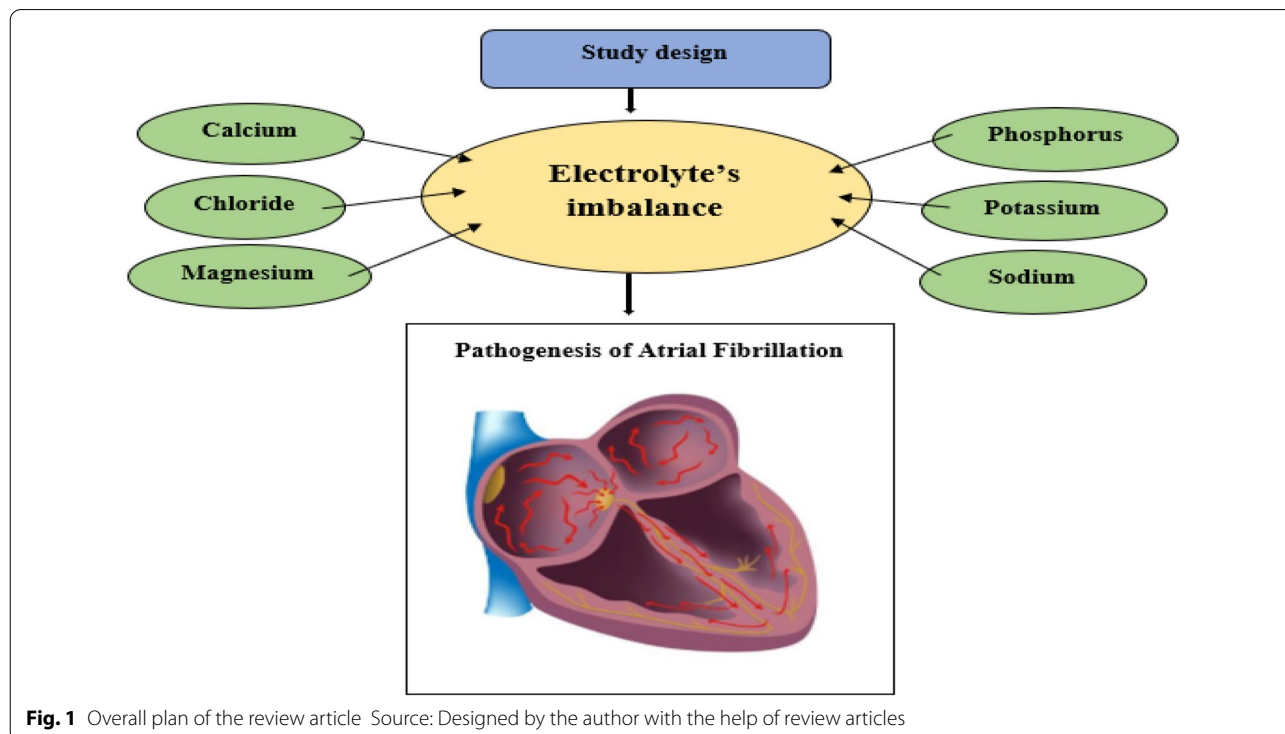 Study design
Calcium
Chloride
Magnesium
Electrolyte's
imbalance
Phosphorus
Potassium
Sodium
Pathogenesis of Atrial Fibrillation
Fig. 1 Overall plan of the review article Source: Designed by the author with the help of review articles